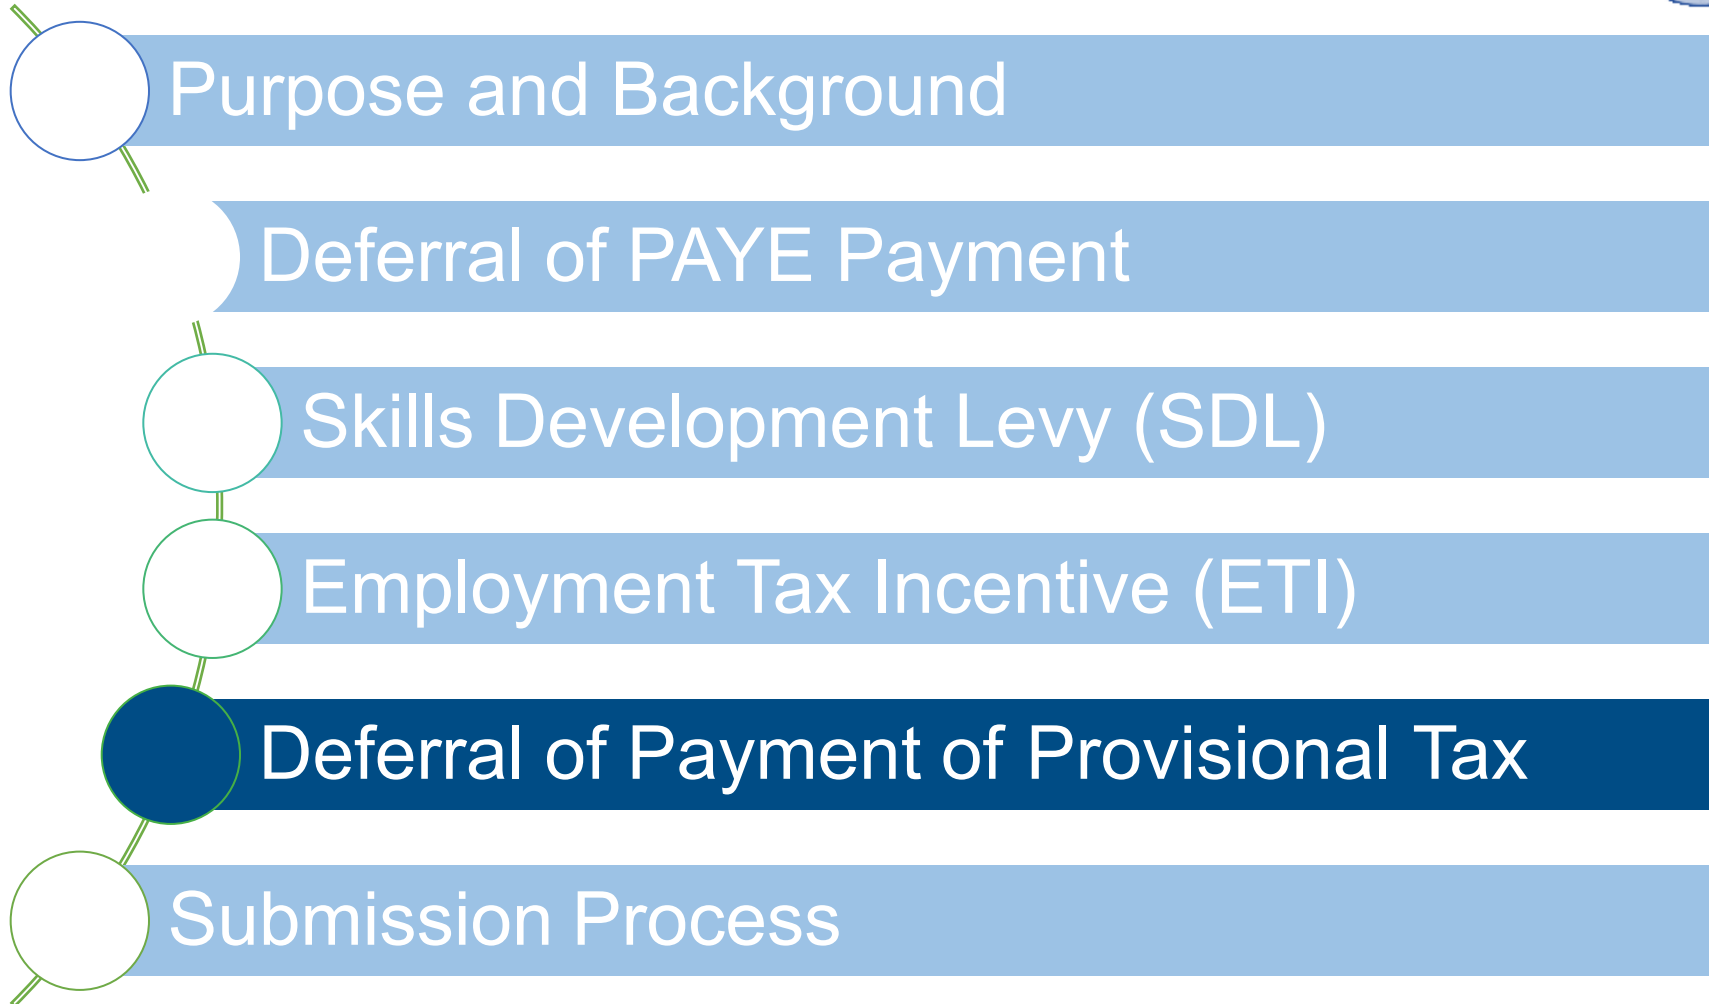 Purpose and Background
Deferral of PAYE Payment
Skills Development Levy (SDL)
Employment Tax Incentive (ETI)
Deferral of Payment of Provisional Tax
Submission Process